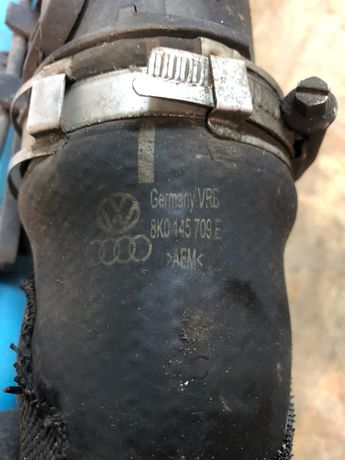 Germany VRB
8K0 145 709 E
>AEM<